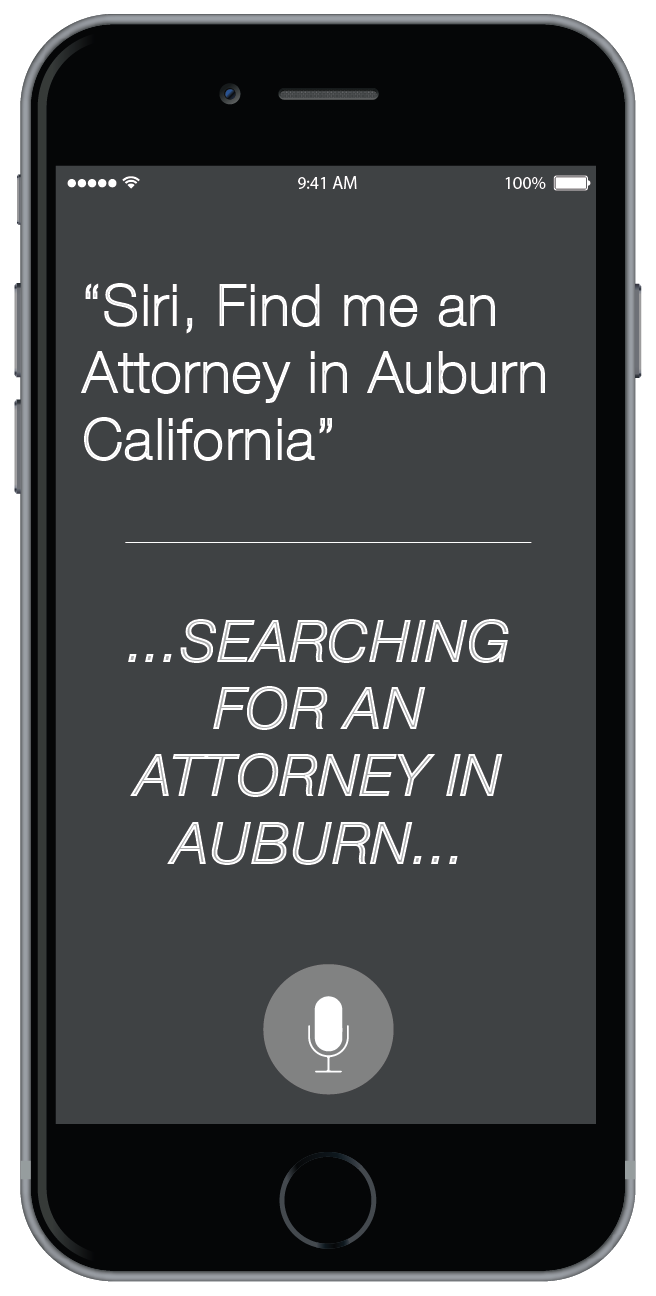 9:41 AM 100%
“Siri, Find me an
Attorney in Auburn
California”
...SEARCHING
FOR AN
ATTORNEY IN
AUBURN...